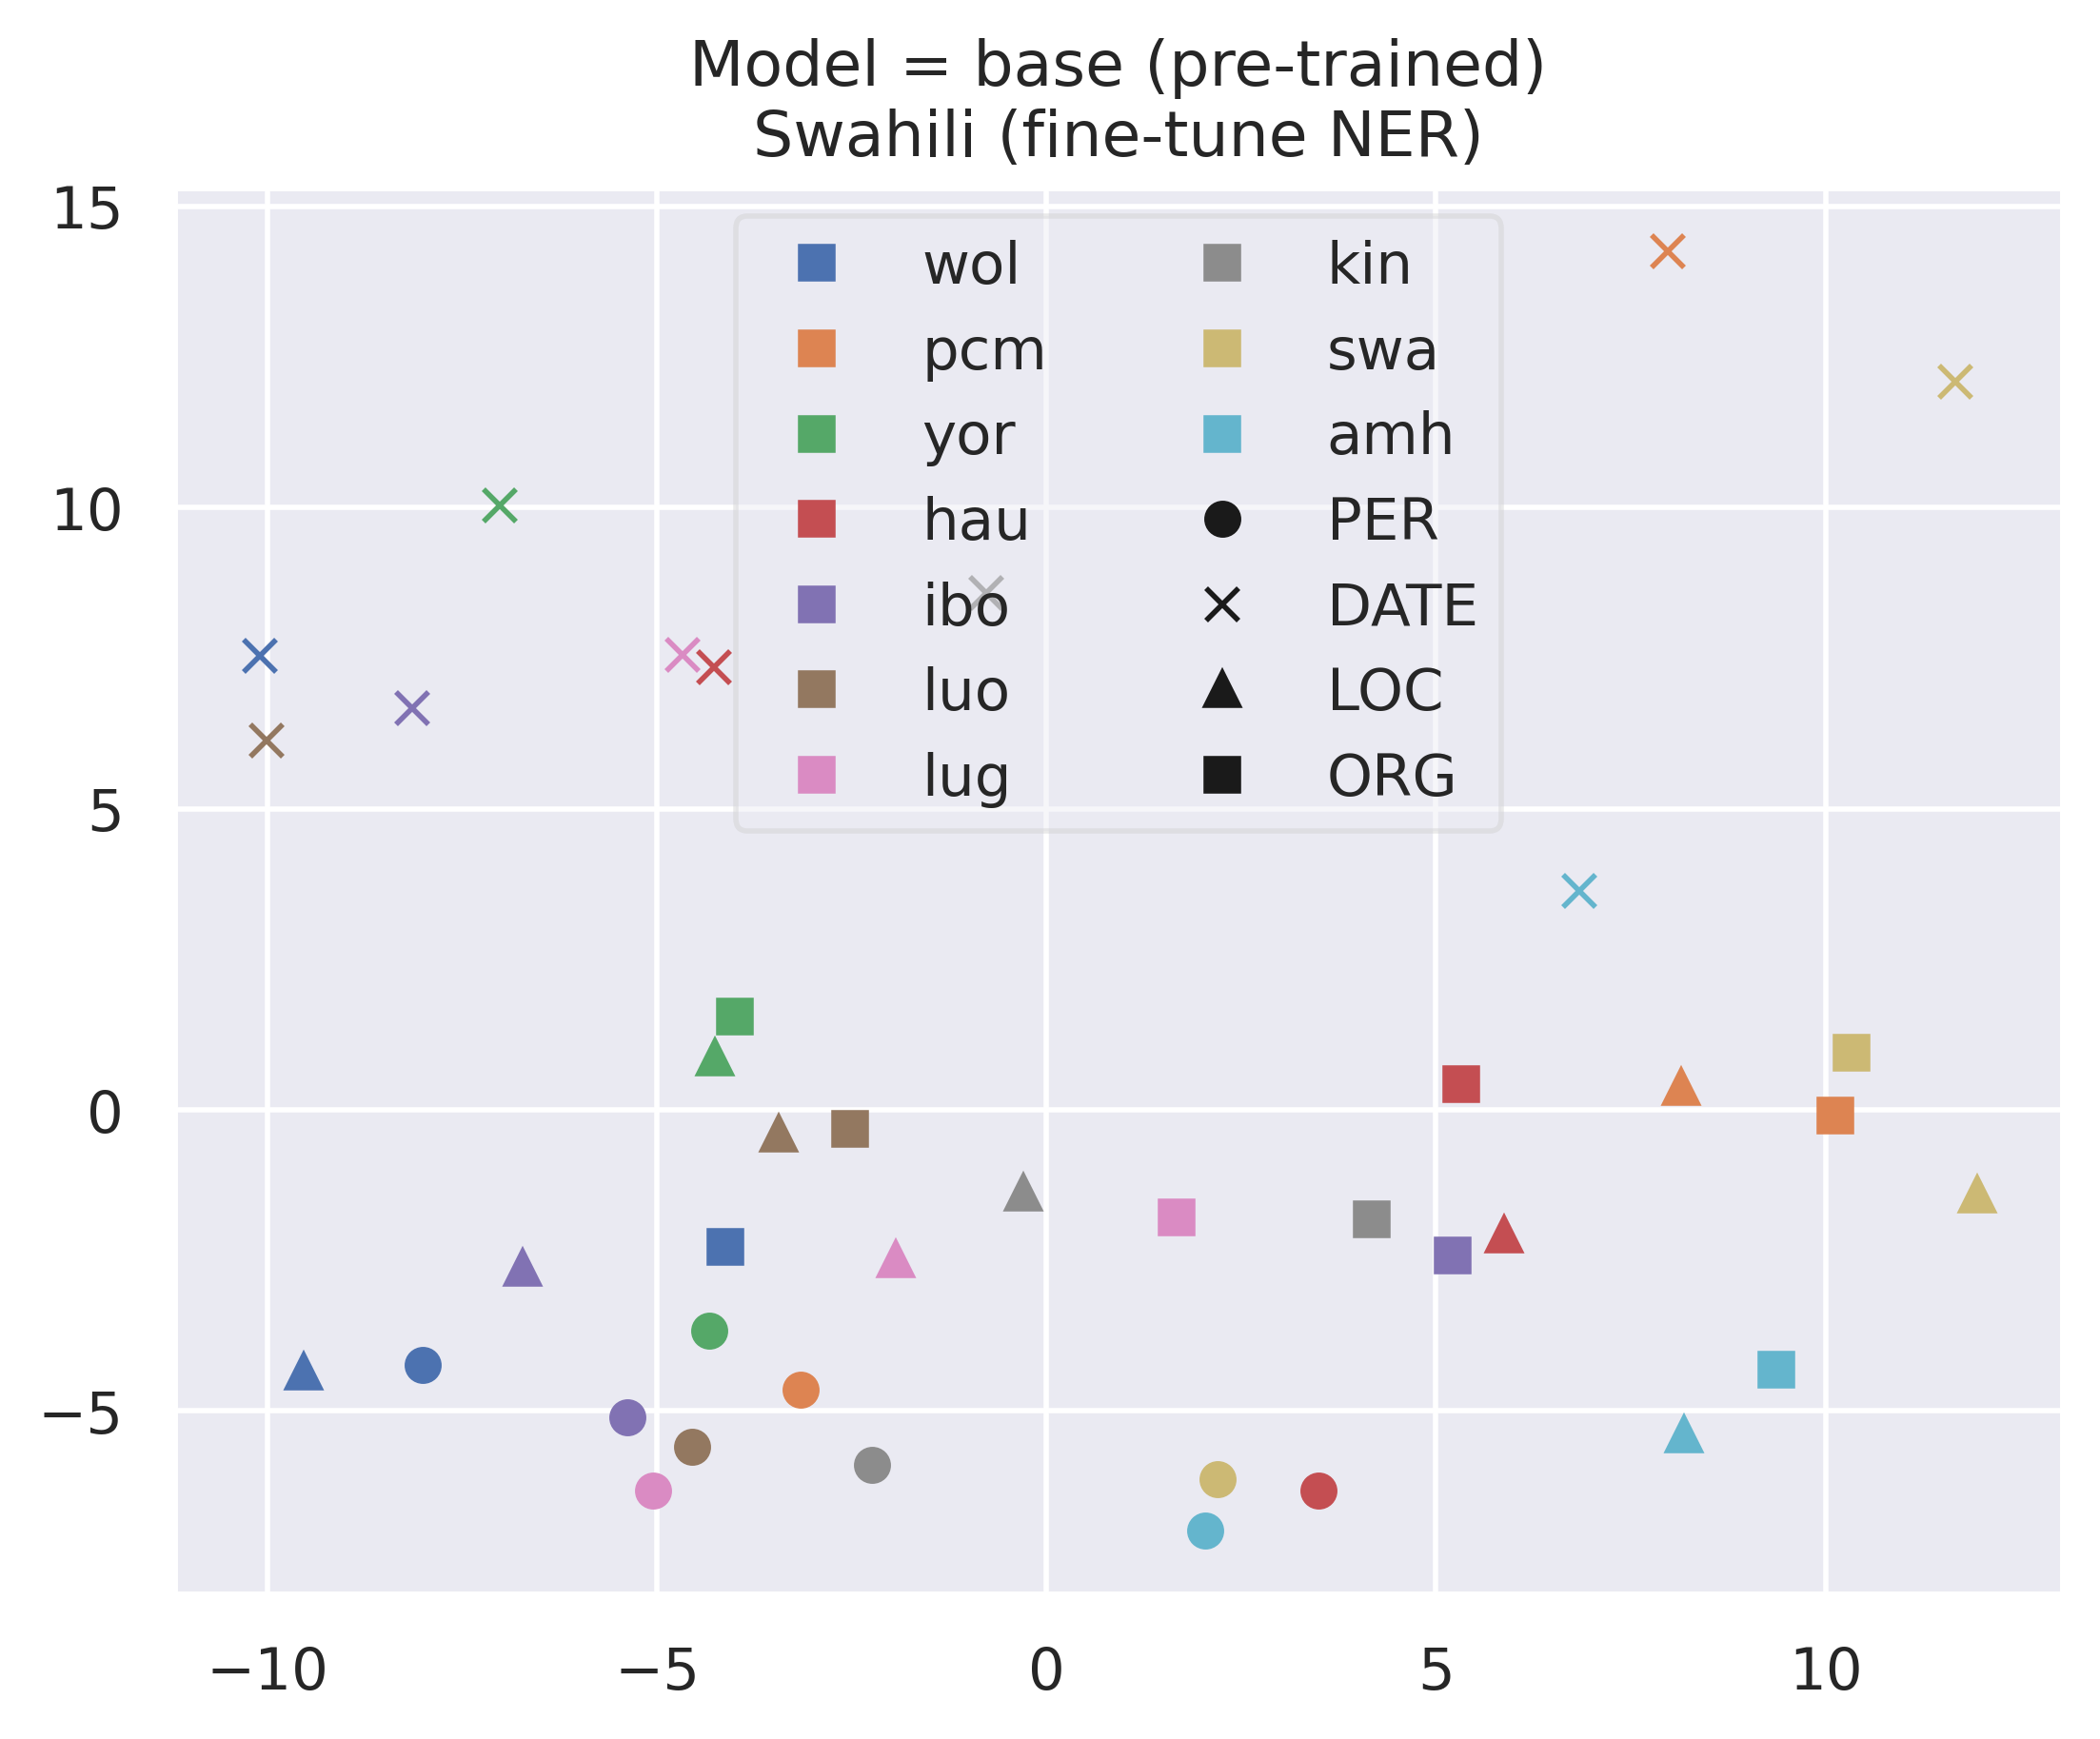 Model = base (pre-trained)
Swahili (fine-tune NER)
15
10
5
0
−5
wol
pcm
yor
hau
ibo
luo
lug
kin
swa
amh
PER
DATE
LOC
ORG
−10
−5
0
5
10